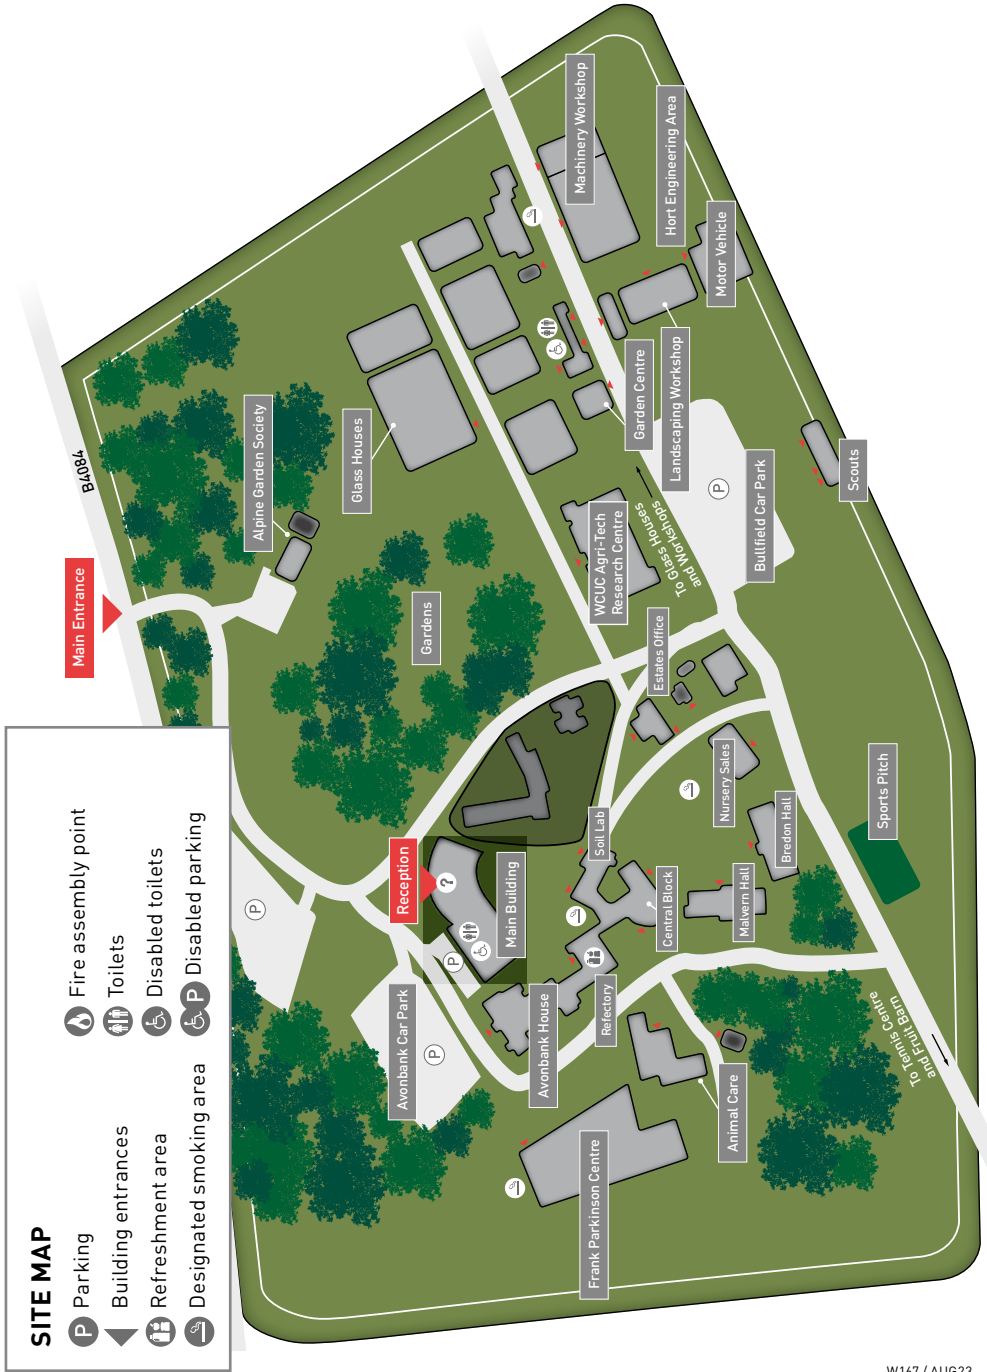 SITE MAP
P Parking
Building entrances
Refreshment area
Designated smoking area
Fire assembly point
Toilets
Disabled toilets
P Disabled parking
B4084
Main Entrance
Alpine Garden Society
Glass Houses
Gardens
Machinery Workshop
Hort Engineering Area
Motor Vehicle
Garden Centre
Landscaping Workshop
WCUC Agri-Tech
Research Centre
To Glass Houses
and Workshops
P
Bullfield Car Park
Scouts
Estates Office
Nursery Sales
Sports Pitch
Bredon Hall
Soil Lab
Malvern Hall
Central Block
Reception
?
Main Building
P
P
Avonbank Car Park
P
Avonbank House
Refectory
Animal Care
Frank Parkinson Centre
To Tennis Centre
and Fruit Barn
W167 / AUG23